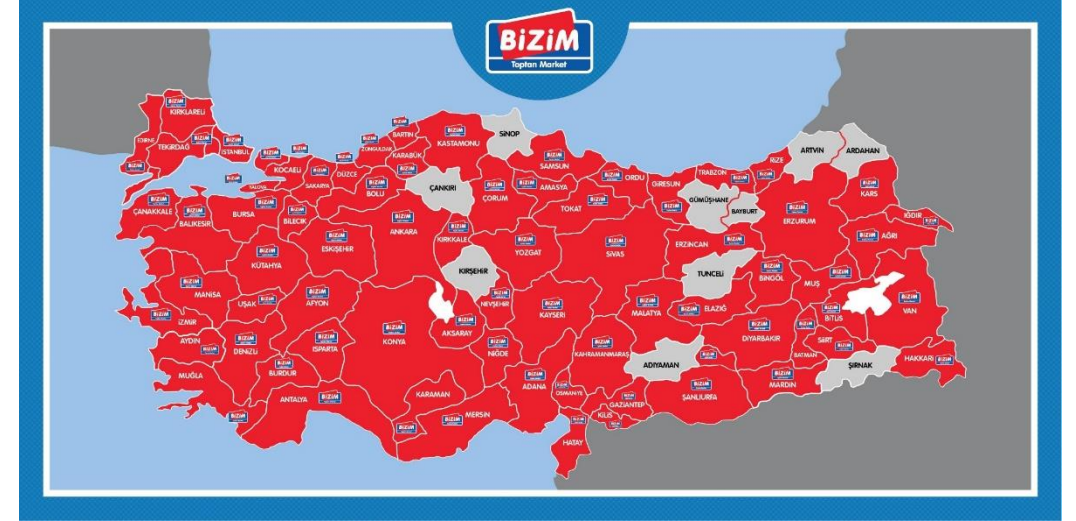 BiZiM
Toptan Market
KIRKLARELİ
EDİRNE
TEKİRDAĞ
İSTANBUL
KOCAELİ
YALOVA
SAKARYA
DÜZCE
ZONGULDAK
BARTIN
KARABÜK
KASTAMONU
SİNOP
SAMSUN
ORDU
GİRESUN
TRABZON
RİZE
ARTVİN
ARDAHAN
ÇANAKKALE
BALIKESİR
BURSA
BİLECİK
BOLU
ÇANKIRI
ÇORUM
AMASYA
TOKAT
GÜMÜŞHANE
BAYBURT
ERZURUM
KARS
IĞDIR
KÜTAHYA
ESKİŞEHİR
ANKARA
KIRIKKALE
YOZGAT
SİVAS
ERZİNCAN
AĞRI
MANİSA
UŞAK
AFYON
KIRŞEHİR
NEVŞEHİR
KAYSERİ
MALATYA
ELAZIĞ
TUNCELİ
BİNGÖL
MUŞ
BİTLİS
VAN
İZMİR
AYDIN
DENİZLİ
ISPARTA
KONYA
AKSARAY
NİĞDE
KAHRAMANMARAŞ
ADIYAMAN
DİYARBAKIR
BATMAN
SİİRT
ŞIRNAK
HAKKARİ
MUĞLA
BURDUR
ANTALYA
KARAMAN
MERSİN
ADANA
OSMANİYE
GAZİANTEP
KİLİS
HATAY
ŞANLIURFA
MARDİN